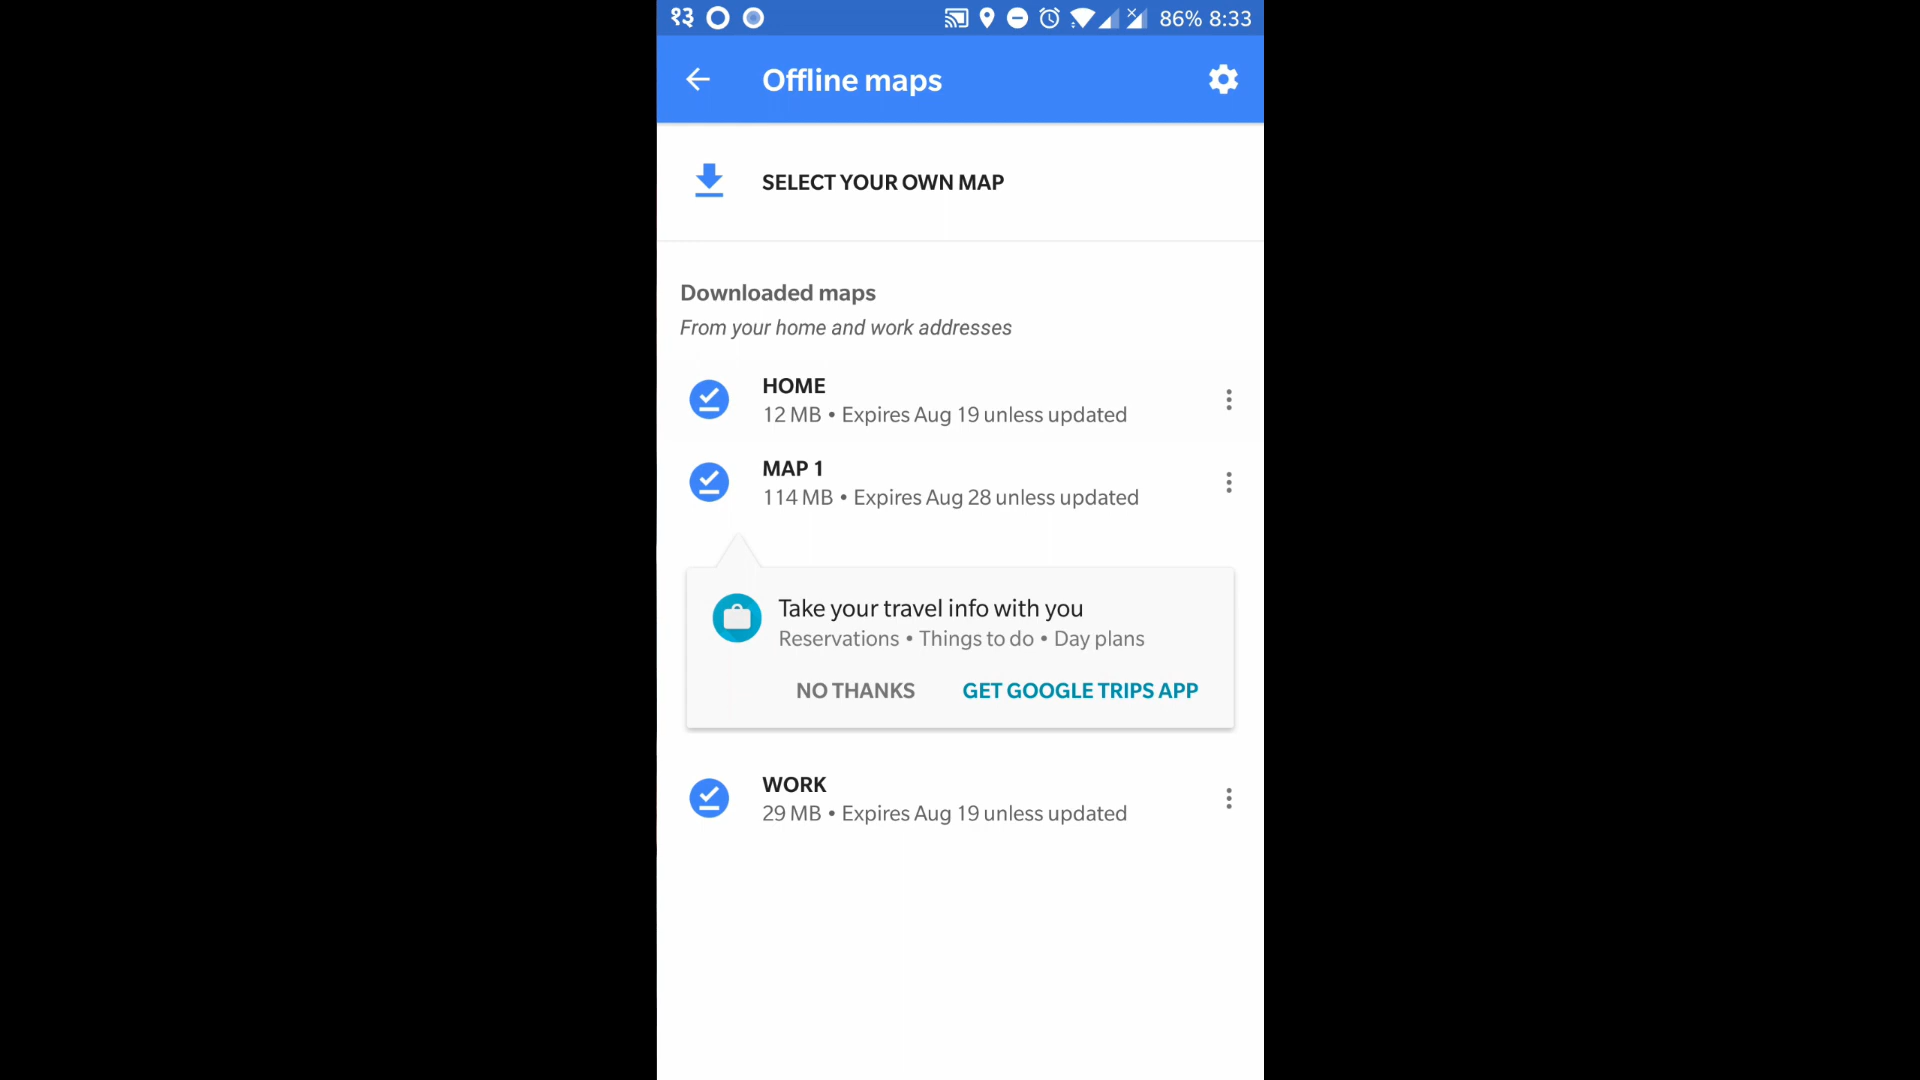 १३ 86% 8:33
Offline maps
SELECT YOUR OWN MAP
Downloaded maps
From your home and work addresses
HOME
12 MB • Expires Aug 19 unless updated
MAP 1
114 MB • Expires Aug 28 unless updated
Take your travel info with you
Reservations • Things to do • Day plans
NO THANKS GET GOOGLE TRIPS APP
WORK
29 MB • Expires Aug 19 unless updated